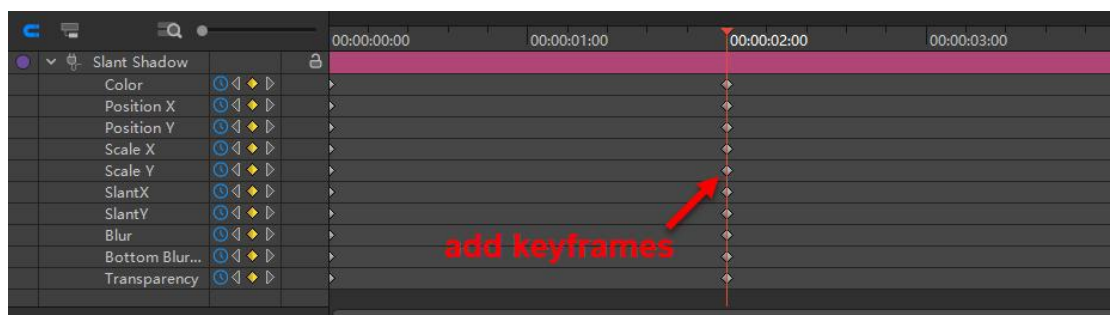 00:00:00:00 00:00:01:00 00:00:02:00 00:00:03:00
Slant Shadow
Color
Position X
Position Y
Scale X
Scale Y
SlantX
SlantY
Blur
add keyframes
Bottom Blur...
Transparency